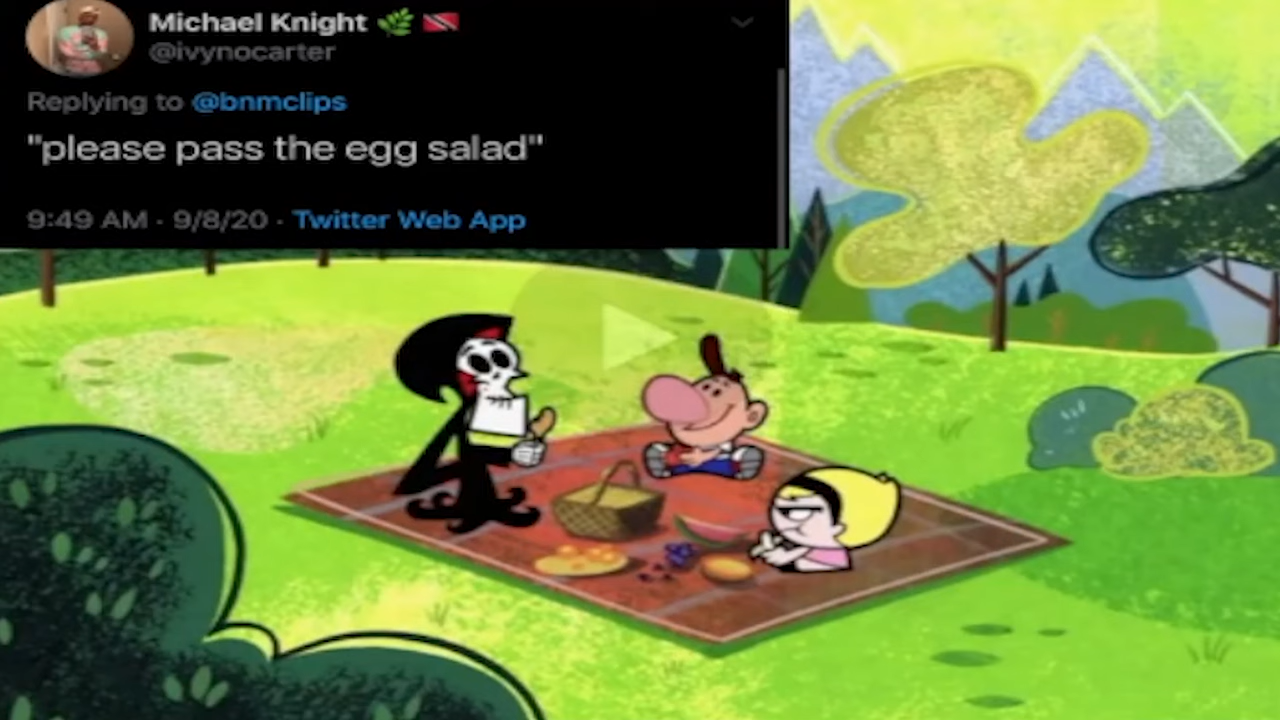 Michael Knight 🌿 🇹🇹
@ivynocarter
Replying to @bnmclips
"please pass the egg salad"
9:49 AM · 9/8/20 · Twitter Web App